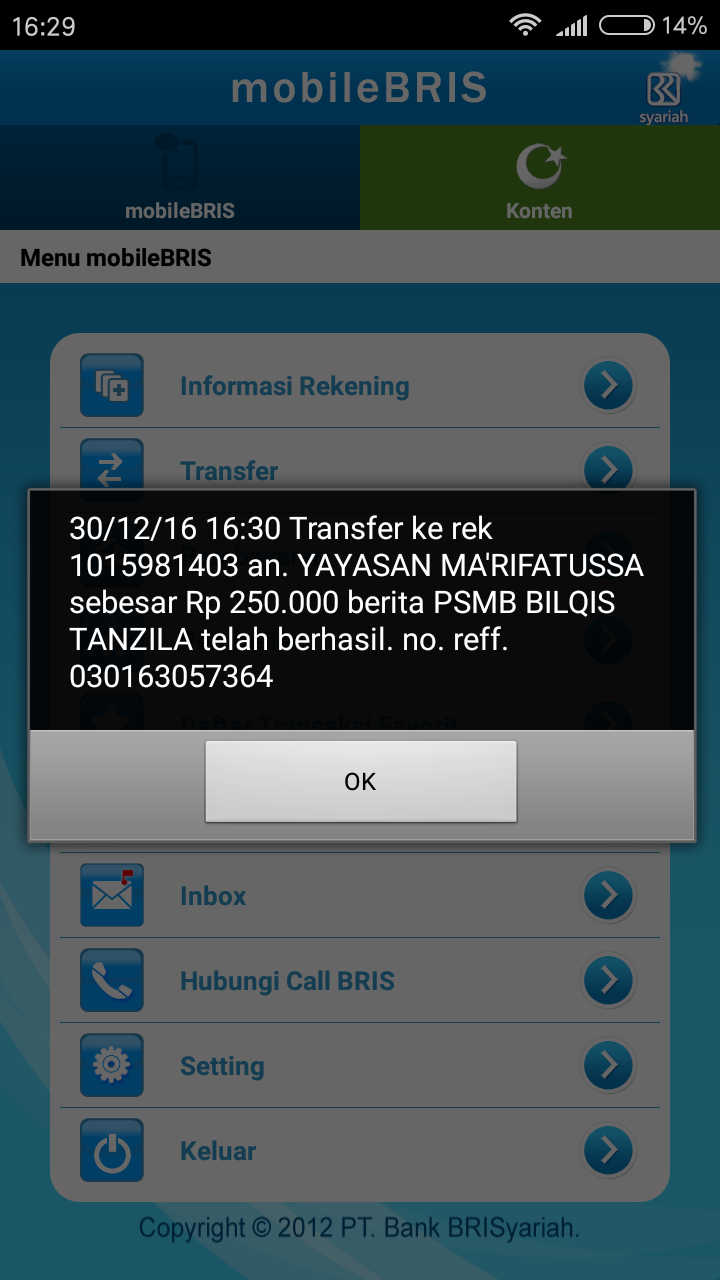 16:29
14%
mobileBRIS
syariah
mobileBRIS
Konten
Menu mobileBRIS
Informasi Rekening
Transfer
30/12/16 16:30 Transfer ke rek
1015981403 an. YAYASAN MA'RIFATUSSA
sebesar Rp 250.000 berita PSMB BILQIS
TANZILA telah berhasil. no. reff.
030163057364
Daftar Transaksi Favorit
OK
Inbox
Hubungi Call BRIS
Setting
Keluar
Copyright © 2012 PT. Bank BRISyariah.